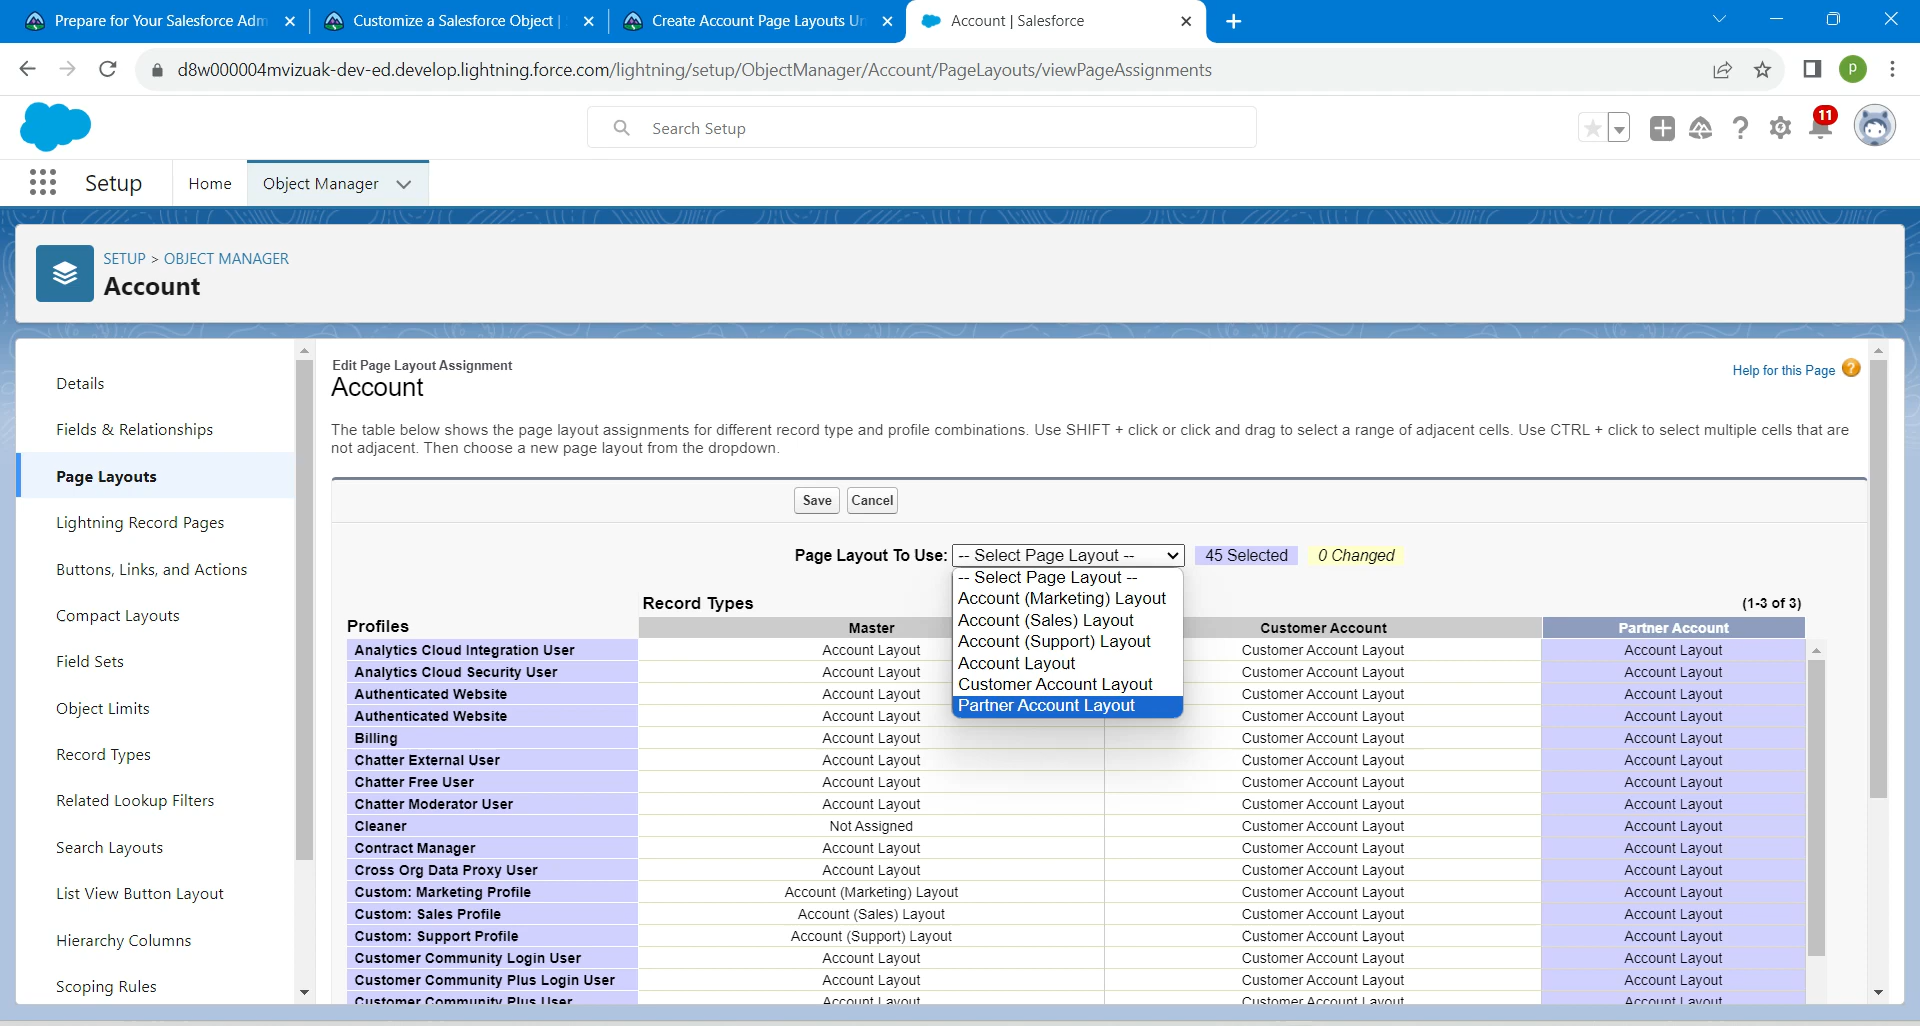 Prepare for Your Salesforce Adm
Customize a Salesforce Object |
Create Account Page Layouts Un
Account | Salesforce
d8w000004mvizuak-dev-ed.develop.lightning.force.com/lightning/setup/ObjectManager/Account/PageLayouts/viewPageAssignments
P
Search Setup
11
Setup
Home
Object Manager
SETUP > OBJECT MANAGER
Account
Details
Fields & Relationships
Page Layouts
Lightning Record Pages
Buttons, Links, and Actions
Compact Layouts
Field Sets
Object Limits
Record Types
Related Lookup Filters
Search Layouts
List View Button Layout
Hierarchy Columns
Scoping Rules
Edit Page Layout Assignment
Account
Help for this Page ?
The table below shows the page layout assignments for different record type and profile combinations. Use SHIFT + click or click and drag to select a range of adjacent cells. Use CTRL + click to select multiple cells that are
not adjacent. Then choose a new page layout from the dropdown.
Save Cancel
Page Layout To Use: -- Select Page Layout -- 45 Selected 0 Changed
-- Select Page Layout --
Account (Marketing) Layout
Account (Sales) Layout
Account (Support) Layout
Account Layout
Customer Account Layout
Partner Account Layout
Record Types (1-3 of 3)
Profiles Master Customer Account Partner Account
Analytics Cloud Integration User Account Layout Customer Account Layout Account Layout
Analytics Cloud Security User Account Layout Customer Account Layout Account Layout
Authenticated Website Account Layout Customer Account Layout Account Layout
Authenticated Website Account Layout Customer Account Layout Account Layout
Billing Account Layout Customer Account Layout Account Layout
Chatter External User Account Layout Customer Account Layout Account Layout
Chatter Free User Account Layout Customer Account Layout Account Layout
Chatter Moderator User Account Layout Customer Account Layout Account Layout
Cleaner Not Assigned Customer Account Layout Account Layout
Contract Manager Account Layout Customer Account Layout Account Layout
Cross Org Data Proxy User Account Layout Customer Account Layout Account Layout
Custom: Marketing Profile Account (Marketing) Layout Customer Account Layout Account Layout
Custom: Sales Profile Account (Sales) Layout Customer Account Layout Account Layout
Custom: Support Profile Account (Support) Layout Customer Account Layout Account Layout
Customer Community Login User Account Layout Customer Account Layout Account Layout
Customer Community Plus Login User Account Layout Customer Account Layout Account Layout
Customer Community Plus User Account Layout Customer Account Layout Account Layout